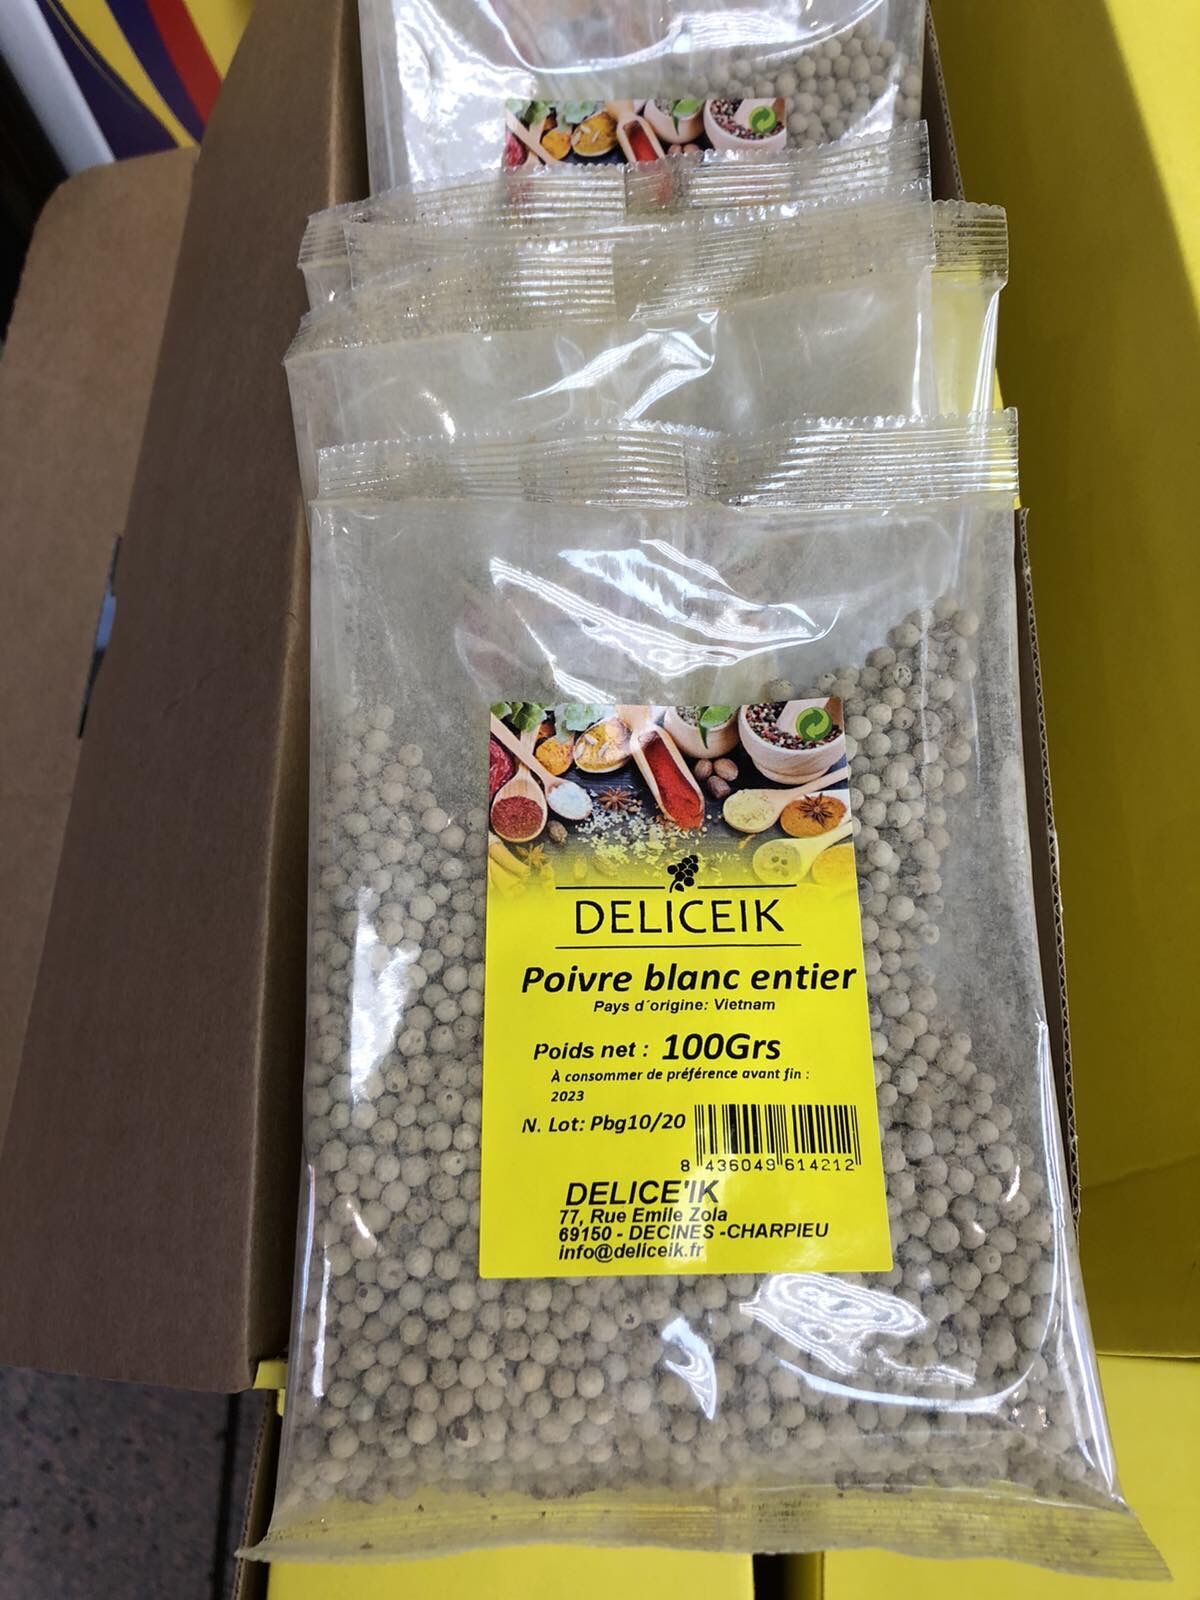 DELICEIK
Poivre blanc entier
Pays d´origine: Vietnam
Poids net : 100Grs
À consommer de préférence avant fin :
2023
N. Lot: Pbg10/20
8 436049 614212
DELICE'IK
77, Rue Emile Zola
69150 - DECINES -CHARPIEU
info@deliceik.fr